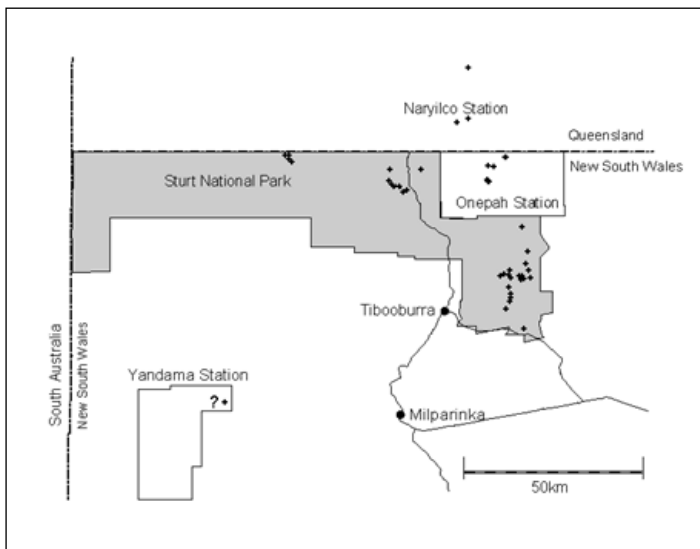 Naryilco Station
Queensland
New South Wales
Sturt National Park
Onepah Station
Tibooburra
South Australia
New South Wales
Yandama Station
?
Milparinka
50km